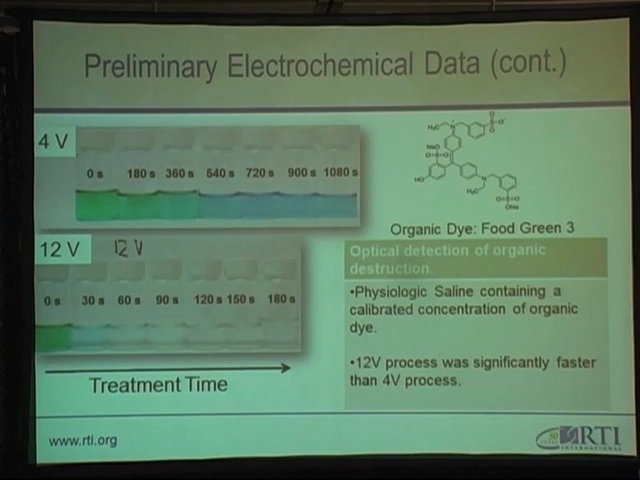 Preliminary Electrochemical Data (cont.)
4 V
0 s 180 s 360 s 540 s 720 s 900 s 1080 s
12 V 12 V
0 s 30 s 60 s 90 s 120 s 150 s 180 s
Treatment Time
Organic Dye: Food Green 3
Optical detection of organic
destruction.
•Physiologic Saline containing a
calibrated concentration of organic
dye.
•12V process was significantly faster
than 4V process.
www.rti.org
RTI
INTERNATIONAL